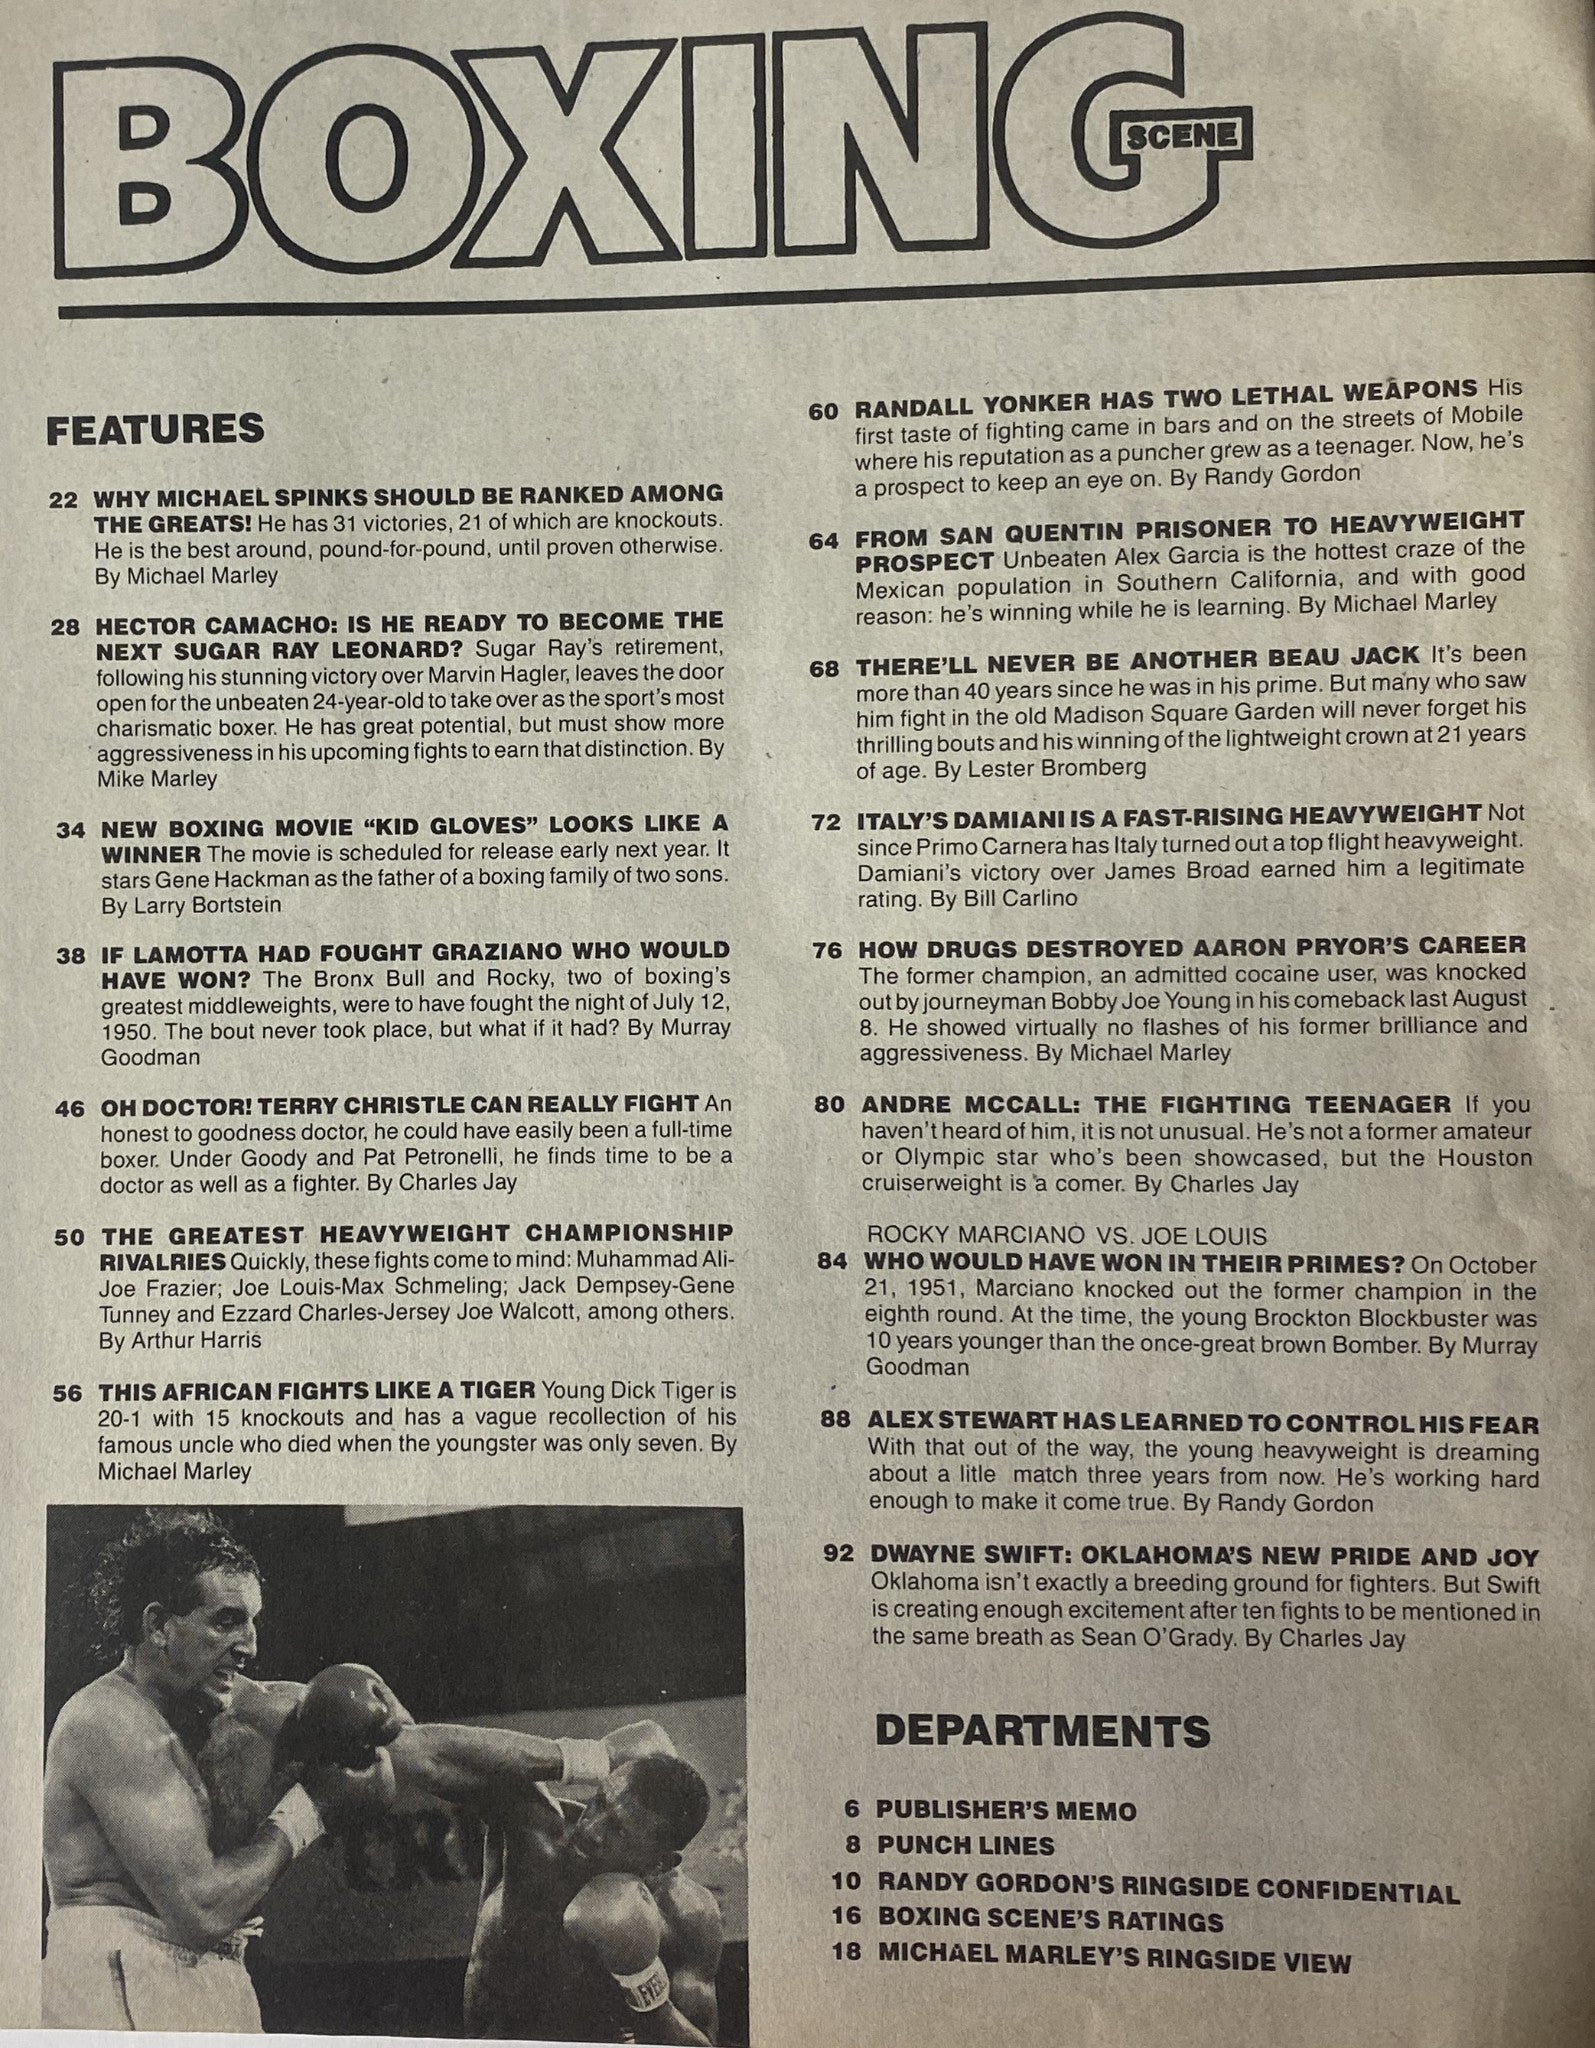 BOXING
SCENE
FEATURES
22 WHY MICHAEL SPINKS SHOULD BE RANKED AMONG
THE GREATS! He has 31 victories, 21 of which are knockouts.
He is the best around, pound-for-pound, until proven otherwise.
By Michael Marley
28 HECTOR CAMACHO: IS HE READY TO BECOME THE
NEXT SUGAR RAY LEONARD? Sugar Ray's retirement,
following his stunning victory over Marvin Hagler, leaves the door
open for the unbeaten 24-year-old to take over as the sport's most
charismatic boxer. He has great potential, but must show more
aggressiveness in his upcoming fights to earn that distinction. By
Mike Marley
34 NEW BOXING MOVIE “KID GLOVES” LOOKS LIKE A
WINNER The movie is scheduled for release early next year. It
stars Gene Hackman as the father of a boxing family of two sons.
By Larry Bortstein
38 IF LAMOTTA HAD FOUGHT GRAZIANO WHO WOULD
HAVE WON? The Bronx Bull and Rocky, two of boxing's
greatest middleweights, were to have fought the night of July 12,
1950. The bout never took place, but what if it had? By Murray
Goodman
46 OH DOCTOR! TERRY CHRISTLE CAN REALLY FIGHT An
honest to goodness doctor, he could have easily been a full-time
boxer. Under Goody and Pat Petronelli, he finds time to be a
doctor as well as a fighter. By Charles Jay
50 THE GREATEST HEAVYWEIGHT CHAMPIONSHIP
RIVALRIES Quickly, these fights come to mind: Muhammad Ali-
Joe Frazier; Joe Louis-Max Schmeling; Jack Dempsey-Gene
Tunney and Ezzard Charles-Jersey Joe Walcott, among others.
By Arthur Harris
56 THIS AFRICAN FIGHTS LIKE A TIGER Young Dick Tiger is
20-1 with 15 knockouts and has a vague recollection of his
famous uncle who died when the youngster was only seven. By
Michael Marley
60 RANDALL YONKER HAS TWO LETHAL WEAPONS His
first taste of fighting came in bars and on the streets of Mobile
where his reputation as a puncher grew as a teenager. Now, he's
a prospect to keep an eye on. By Randy Gordon
64 FROM SAN QUENTIN PRISONER TO HEAVYWEIGHT
PROSPECT Unbeaten Alex Garcia is the hottest craze of the
Mexican population in Southern California, and with good
reason: he's winning while he is learning. By Michael Marley
68 THERE'LL NEVER BE ANOTHER BEAU JACK It's been
more than 40 years since he was in his prime. But many who saw
him fight in the old Madison Square Garden will never forget his
thrilling bouts and his winning of the lightweight crown at 21 years
of age. By Lester Bromberg
72 ITALY'S DAMIANI IS A FAST-RISING HEAVYWEIGHT Not
since Primo Carnera has Italy turned out a top flight heavyweight.
Damiani's victory over James Broad earned him a legitimate
rating. By Bill Carlino
76 HOW DRUGS DESTROYED AARON PRYOR'S CAREER
The former champion, an admitted cocaine user, was knocked
out by journeyman Bobby Joe Young in his comeback last August
8. He showed virtually no flashes of his former brilliance and
aggressiveness. By Michael Marley
80 ANDRE MCCALL: THE FIGHTING TEENAGER If you
haven't heard of him, it is not unusual. He's not a former amateur
or Olympic star who's been showcased, but the Houston
cruiserweight is a comer. By Charles Jay
ROCKY MARCIANO VS. JOE LOUIS
84 WHO WOULD HAVE WON IN THEIR PRIMES? On October
21, 1951, Marciano knocked out the former champion in the
eighth round. At the time, the young Brockton Blockbuster was
10 years younger than the once-great brown Bomber. By Murray
Goodman
88 ALEX STEWART HAS LEARNED TO CONTROL HIS FEAR
With that out of the way, the young heavyweight is dreaming
about a litle match three years from now. He's working hard
enough to make it come true. By Randy Gordon
92 DWAYNE SWIFT: OKLAHOMA'S NEW PRIDE AND JOY
Oklahoma isn't exactly a breeding ground for fighters. But Swift
is creating enough excitement after ten fights to be mentioned in
the same breath as Sean O'Grady. By Charles Jay
DEPARTMENTS
6 PUBLISHER'S MEMO
8 PUNCH LINES
10 RANDY GORDON'S RINGSIDE CONFIDENTIAL
16 BOXING SCENE'S RATINGS
18 MICHAEL MARLEY'S RINGSIDE VIEW